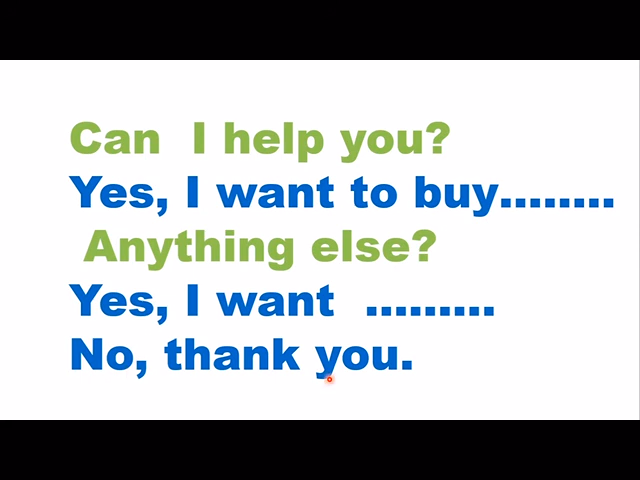 Can I help you?
Yes, I want to buy........
Anything else?
Yes, I want .........
No, thank you.